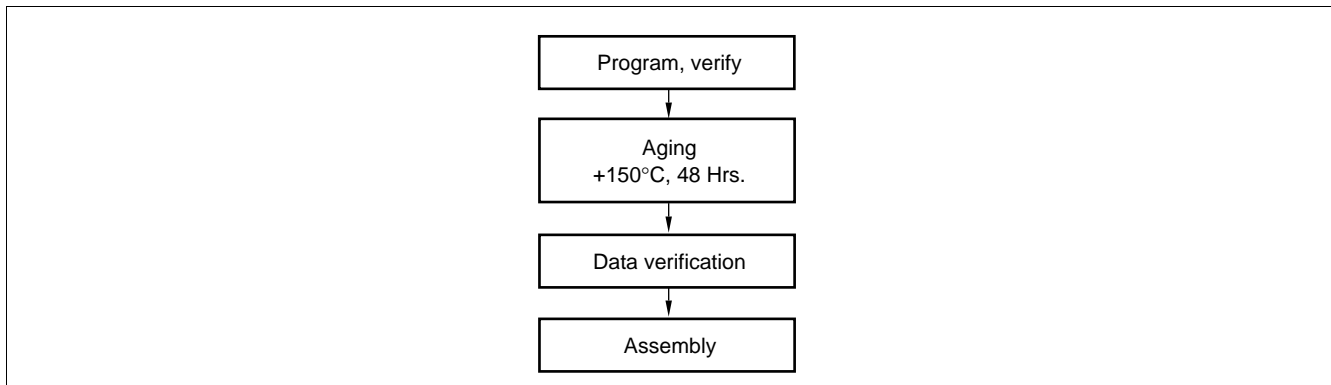 Program, verify
Aging
+150°C, 48 Hrs.
Data verification
Assembly